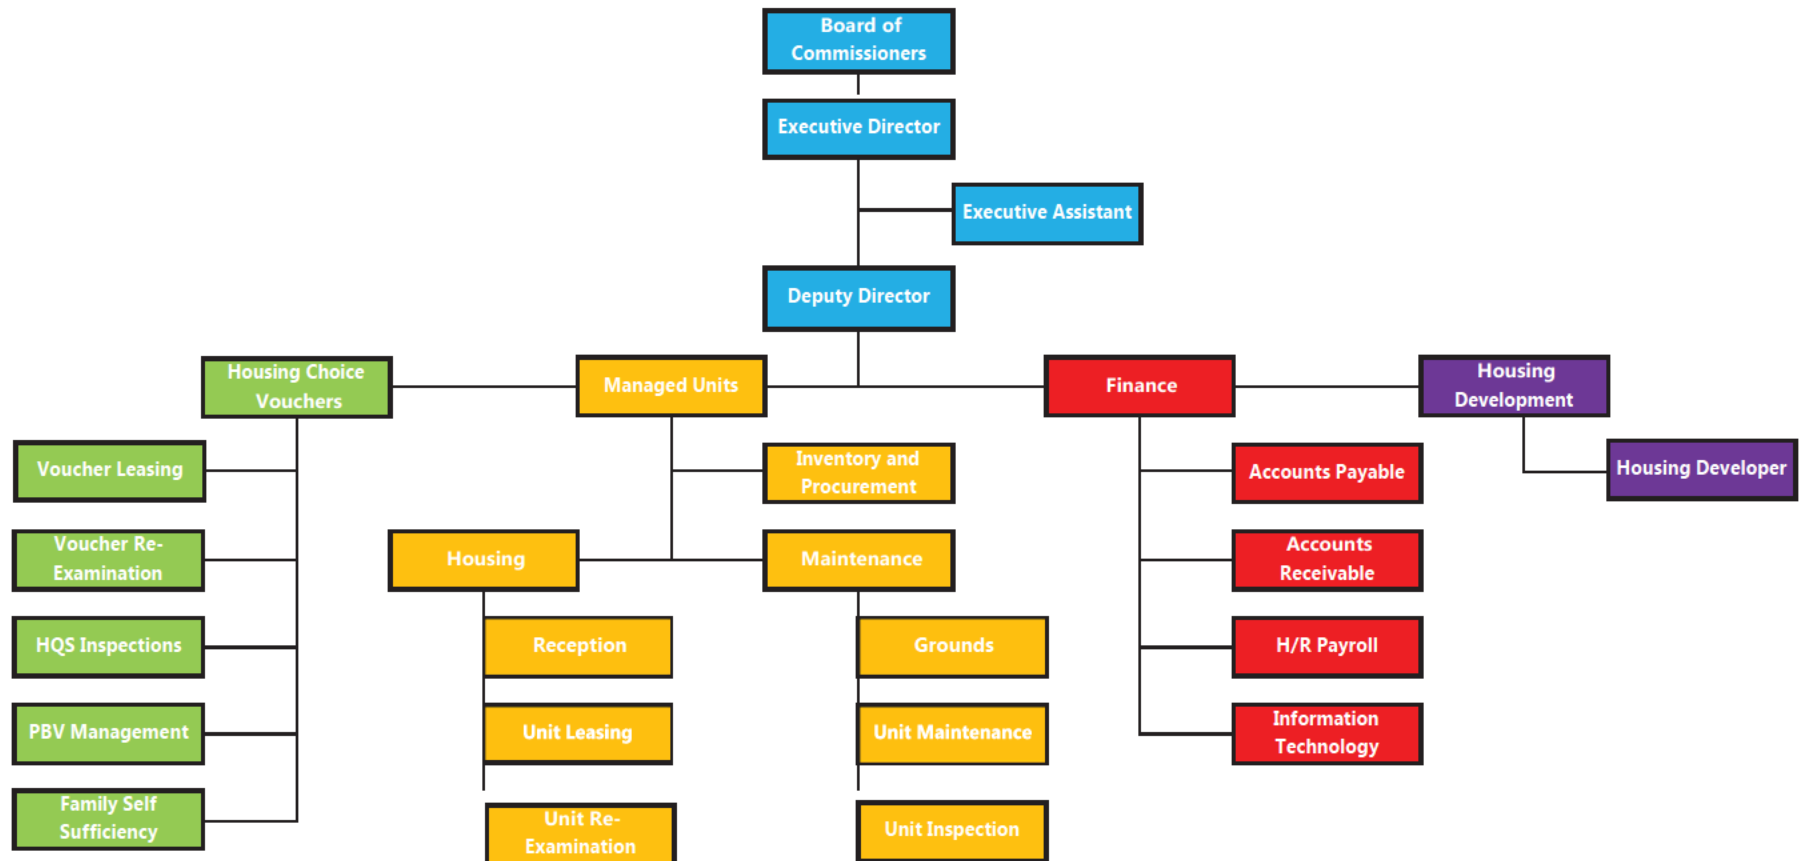 Board of
Commissioners
Executive Director
Executive Assistant
Deputy Director
Housing Choice
Vouchers
Managed Units
Finance
Housing
Development
Voucher Leasing
Inventory and
Procurement
Accounts Payable
Housing Developer
Voucher Re-
Examination
Housing
Maintenance
Accounts
Receivable
HQS Inspections
Reception
Grounds
H/R Payroll
PBV Management
Unit Leasing
Unit Maintenance
Information
Technology
Family Self
Sufficiency
Unit Re-
Examination
Unit Inspection